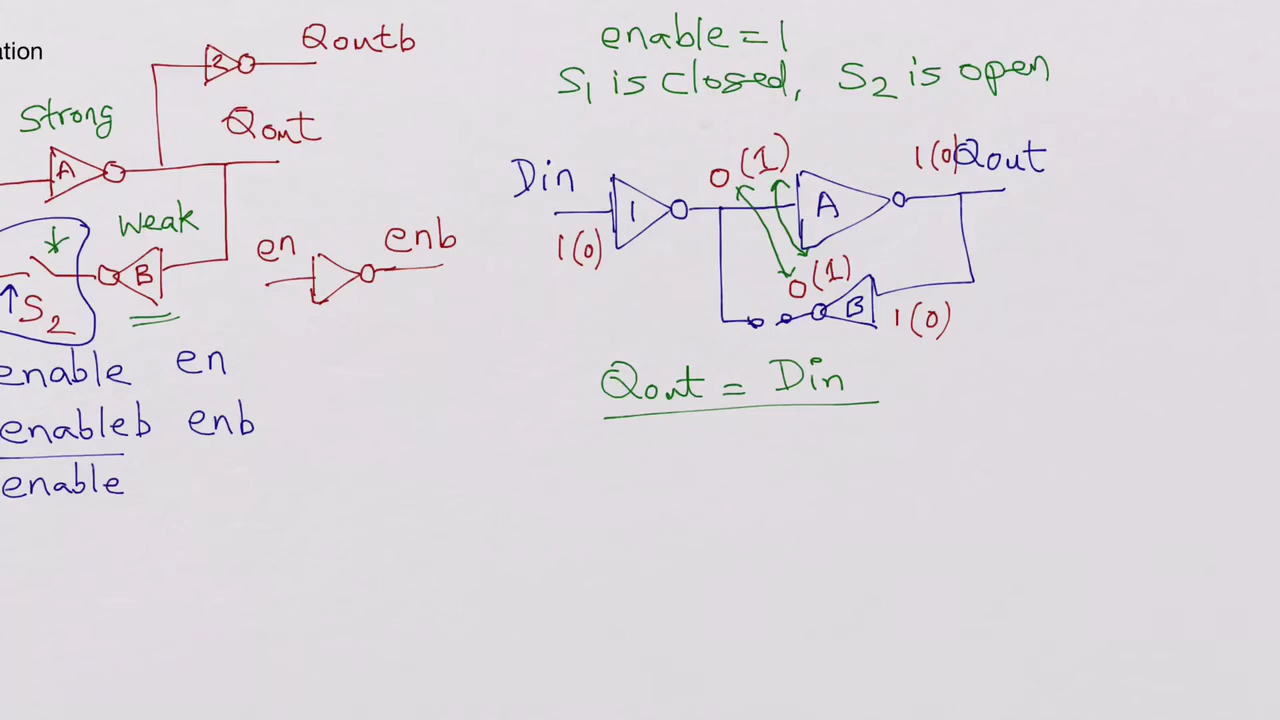 ation
Qoutb
3
Strong
Qout
A
weak
B
S2
en
enb
enable en
enableb enb
enable
enable = 1
S1 is closed, S2 is open
Din
0 (1)
1(0) Qout
1
A
1(0)
0 (1)
B
1(0)
Qout = Din